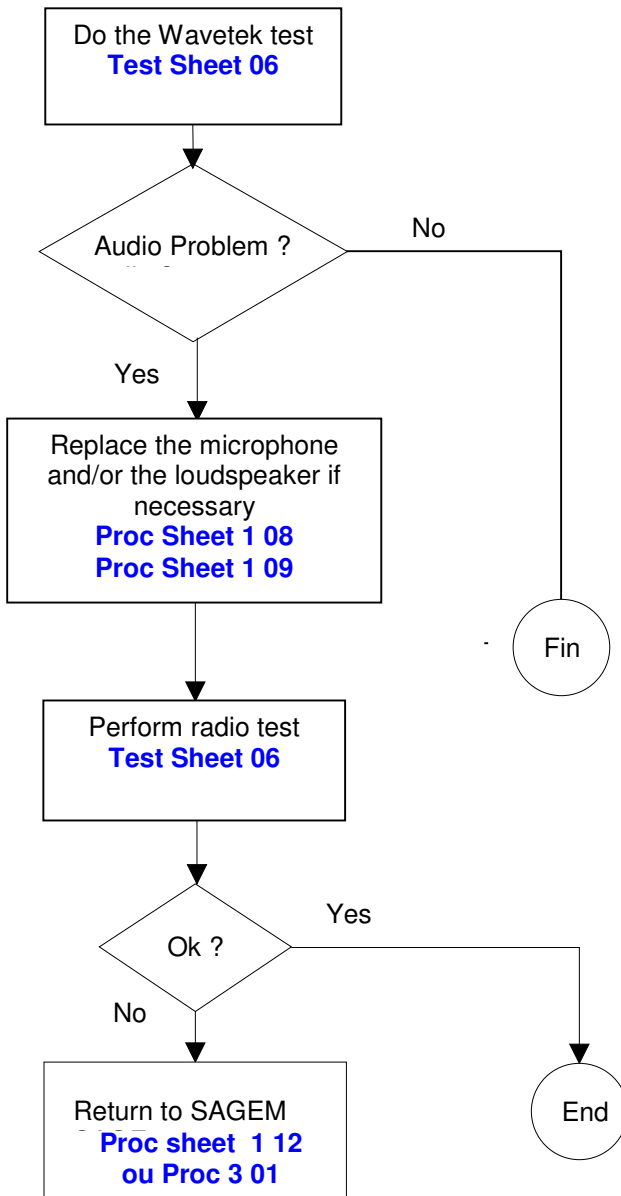 Do the Wavetek test
Test Sheet 06
Audio Problem ?
No
Yes
Replace the microphone
and/or the loudspeaker if
necessary
Proc Sheet 1 08
Proc Sheet 1 09
-
Fin
Perform radio test
Test Sheet 06
Ok ?
Yes
No
Return to SAGEM
Proc sheet 1 12
ou Proc 3 01
End